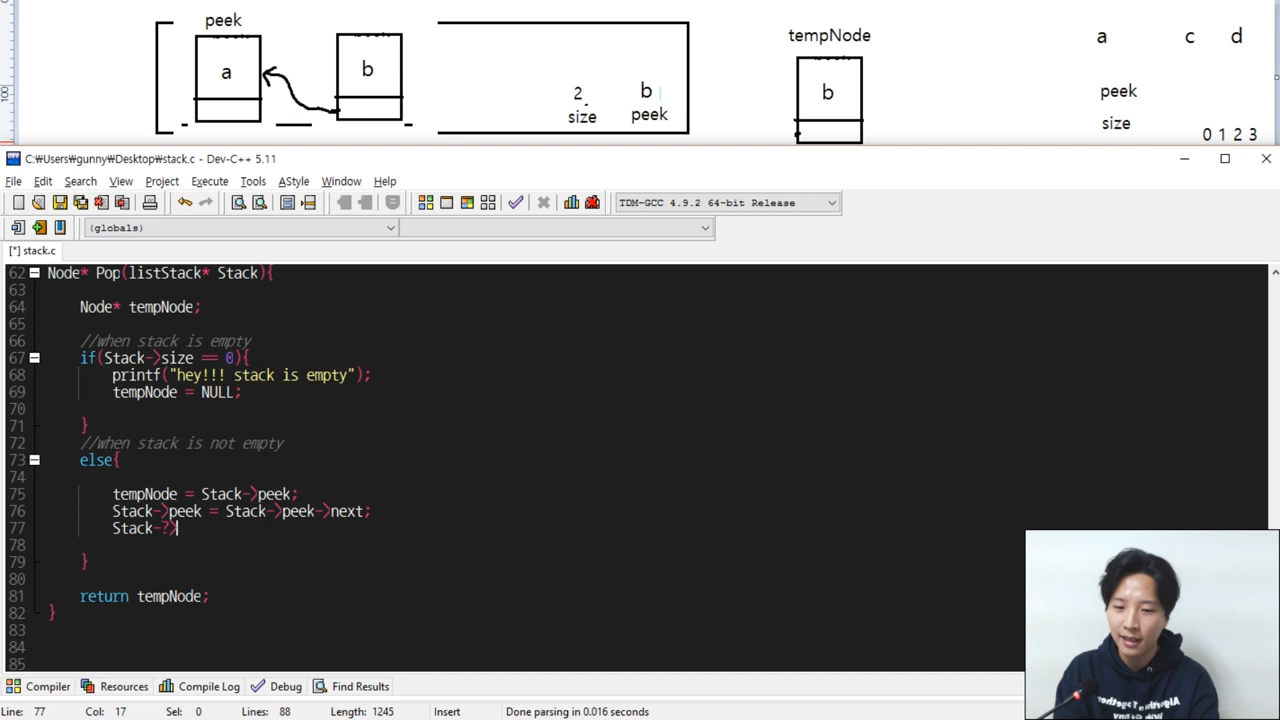 peek
a
b
2
size
b
peek
tempNode
b
a c d
peek
size
0 1 2 3
100
C:₩Users₩gunny₩Desktop₩stack.c - Dev-C++ 5.11
File Edit Search View Project Execute Tools AStyle Window Help
TDM-GCC 4.9.2 64-bit Release
(globals)
[*] stack.c
62 Node* Pop(listStack* Stack){
63
64 Node* tempNode;
65
66 //when stack is empty
67 if(Stack->size == 0){
68 printf("hey!!! stack is empty");
69 tempNode = NULL;
70
71 }
72 //when stack is not empty
73 else{
74
75 tempNode = Stack->peek;
76 Stack->peek = Stack->peek->next;
77 Stack-?>
78
79 }
80
81 return tempNode;
82 }
83
84
85
Compiler Resources Compile Log Debug Find Results
Line: 77 Col: 17 Sel: 0 Lines: 88 Length: 1245 Insert Done parsing in 0.016 seconds